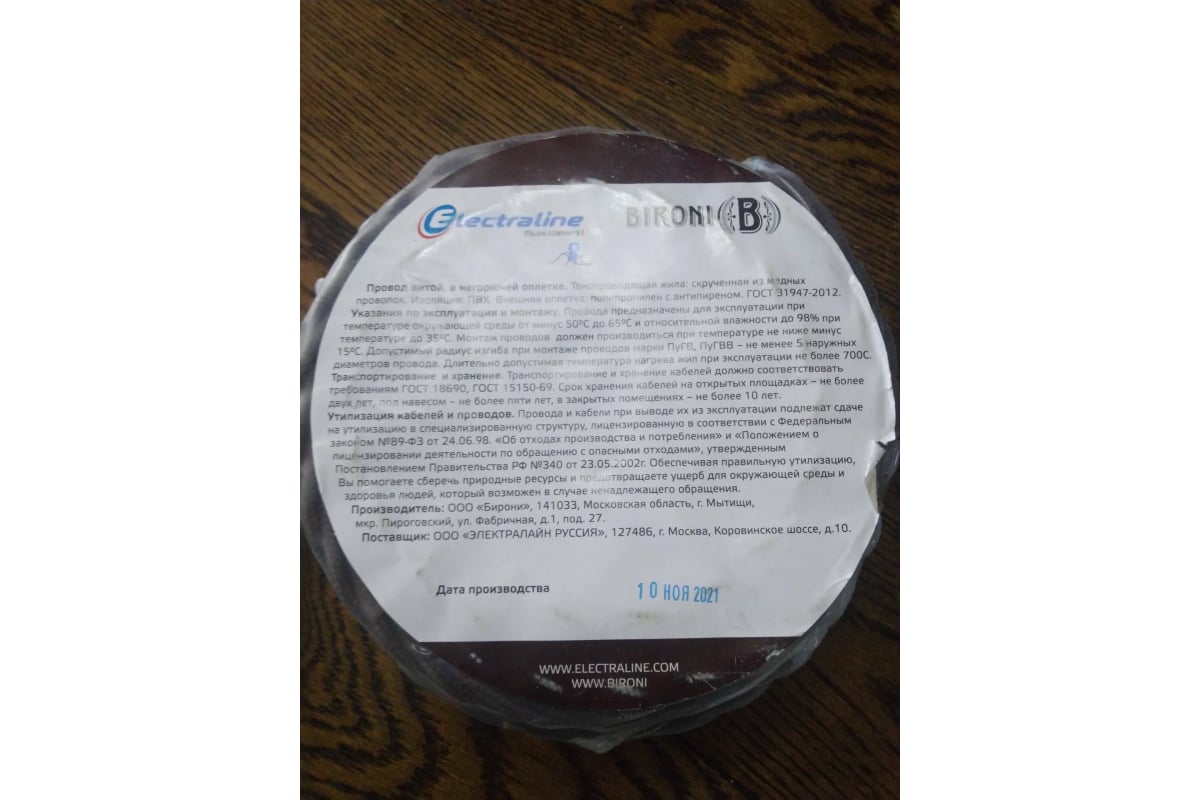 Electraline
BIRONI B
Провод витой, в негорючей оплетке. Токопроводящая жила: скрученная из медных
проволок. Изоляция: ПВХ. Внешняя оплетка: полипропилен с антипиреном. ГОСТ 31947-2012.
Указания по эксплуатации и монтажу. Провода предназначены для эксплуатации при
температуре окружающей среды от минус 50ºС до 65ºС и относительной влажности до 98% при
температуре до 35ºС. Монтаж проводов должен производиться при температуре не ниже минус
15ºС. Допустимый радиус изгиба при монтаже проводов марки ПуГВ, ПуГВВ – не менее 5 наружных
диаметров провода. Длительно допустимая температура нагрева жил при эксплуатации не более 700С.
Транспортирование и хранение. Транспортирование и хранение кабелей должно соответствовать
требованиям ГОСТ 18690, ГОСТ 15150-69. Срок хранения кабелей на открытых площадках – не более
двух лет, под навесом – не более пяти лет, в закрытых помещениях – не более 10 лет.
Утилизация кабелей и проводов. Провода и кабели при выводе их из эксплуатации подлежат сдаче
на утилизацию в специализированную структуру, лицензированную в соответствии с Федеральным
законом №89-ФЗ от 24.06.98. «Об отходах производства и потребления» и «Положением о
лицензировании деятельности по обращению с опасными отходами», утвержденным
Постановлением Правительства РФ №340 от 23.05.2002г. Обеспечивая правильную утилизацию,
Вы помогаете сберечь природные ресурсы и предотвращаете ущерб для окружающей среды и
здоровья людей, который возможен в случае ненадлежащего обращения.
Производитель: ООО «Бирони», 141033, Московская область, г. Мытищи,
мкр. Пироговский, ул. Фабричная, д.1, под. 27.
Поставщик: ООО «ЭЛЕКТРАЛАЙН РУССИЯ», 127486, г. Москва, Коровинское шоссе, д.10.
Дата производства
10 НОЯ 2021
WWW.ELECTRALINE.COM
WWW.BIRONI